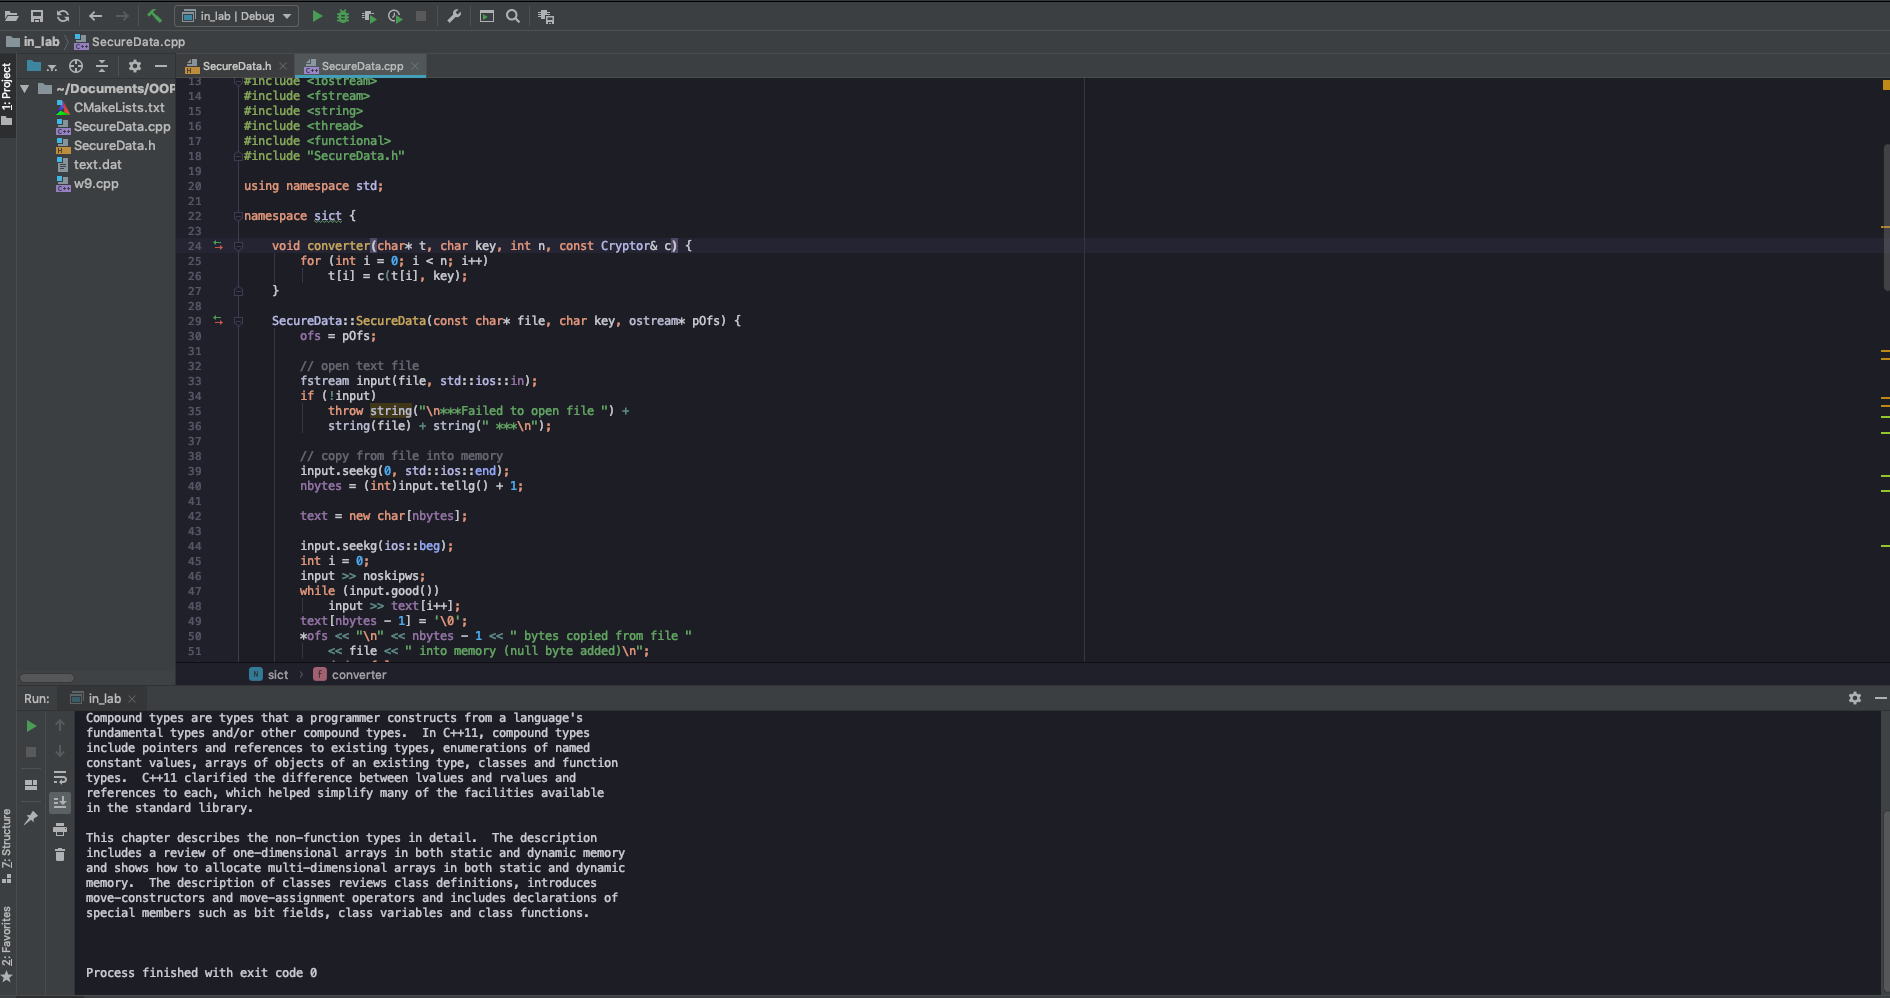 in_lab | Debug
in_lab
SecureData.cpp
1: Project
SecureData.h
SecureData.cpp
~/Documents/OOP
CMakeLists.txt
SecureData.cpp
SecureData.h
text.dat
w9.cpp
13 #include <iostream>
14 #include <fstream>
15 #include <string>
16 #include <thread>
17 #include <functional>
18 #include "SecureData.h"
19
20 using namespace std;
21
22 namespace sict {
23
24 void converter(char* t, char key, int n, const Cryptor& c) {
25 for (int i = 0; i < n; i++)
26 t[i] = c(t[i], key);
27 }
28
29 SecureData::SecureData(const char* file, char key, ostream* pOfs) {
30 ofs = pOfs;
31
32 // open text file
33 fstream input(file, std::ios::in);
34 if (!input)
35 throw string("\n***Failed to open file ") +
36 string(file) + string(" ***\n");
37
38 // copy from file into memory
39 input.seekg(0, std::ios::end);
40 nbytes = (int)input.tellg() + 1;
41
42 text = new char[nbytes];
43
44 input.seekg(ios::beg);
45 int i = 0;
46 input >> noskipws;
47 while (input.good())
48 input >> text[i++];
49 text[nbytes - 1] = '\0';
50 *ofs << "\n" << nbytes - 1 << " bytes copied from file "
51 << file << " into memory (null byte added)\n";
N sict
f converter
Run: in_lab
Compound types are types that a programmer constructs from a language's
fundamental types and/or other compound types.  In C++11, compound types
include pointers and references to existing types, enumerations of named
constant values, arrays of objects of an existing type, classes and function
types.  C++11 clarified the difference between lvalues and rvalues and
references to each, which helped simplify many of the facilities available
in the standard library.
This chapter describes the non-function types in detail.  The description
includes a review of one-dimensional arrays in both static and dynamic memory
and shows how to allocate multi-dimensional arrays in both static and dynamic
memory.  The description of classes reviews class definitions, introduces
move-constructors and move-assignment operators and includes declarations of
special members such as bit fields, class variables and class functions.
Process finished with exit code 0
7: Structure
2: Favorites